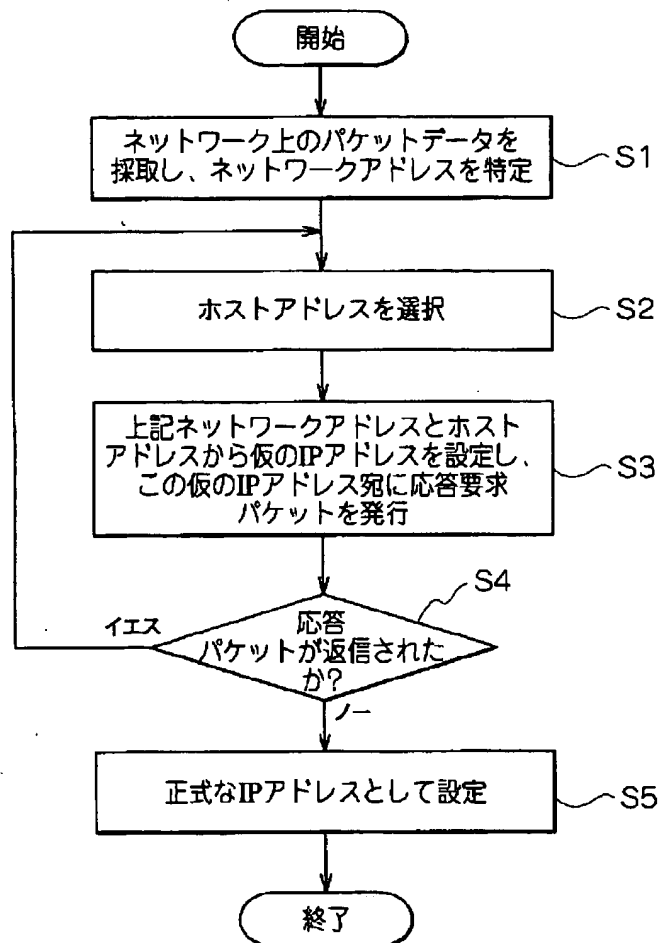 開始
ネットワーク上のパケットデータを
採取し、ネットワークアドレスを特定
S1
ホストアドレスを選択
S2
上記ネットワークアドレスとホスト
アドレスから仮のIPアドレスを設定し、
この仮のIPアドレス宛に応答要求
パケットを発行
S3
S4
イエス
応答
パケットが返信された
か?
ノー
正式なIPアドレスとして設定
S5
終了